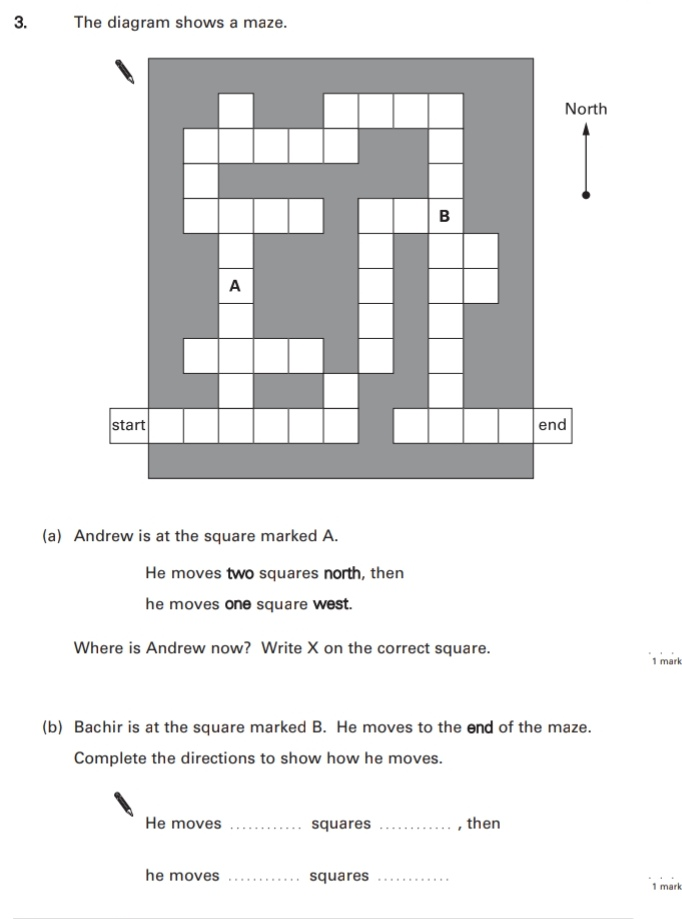 3. The diagram shows a maze.
North
B
A
start
end
(a) Andrew is at the square marked A.
He moves two squares north, then
he moves one square west.
Where is Andrew now? Write X on the correct square.
1 mark
(b) Bachir is at the square marked B. He moves to the end of the maze.
Complete the directions to show how he moves.
He moves ............ squares ............ , then
he moves ............ squares ............
1 mark